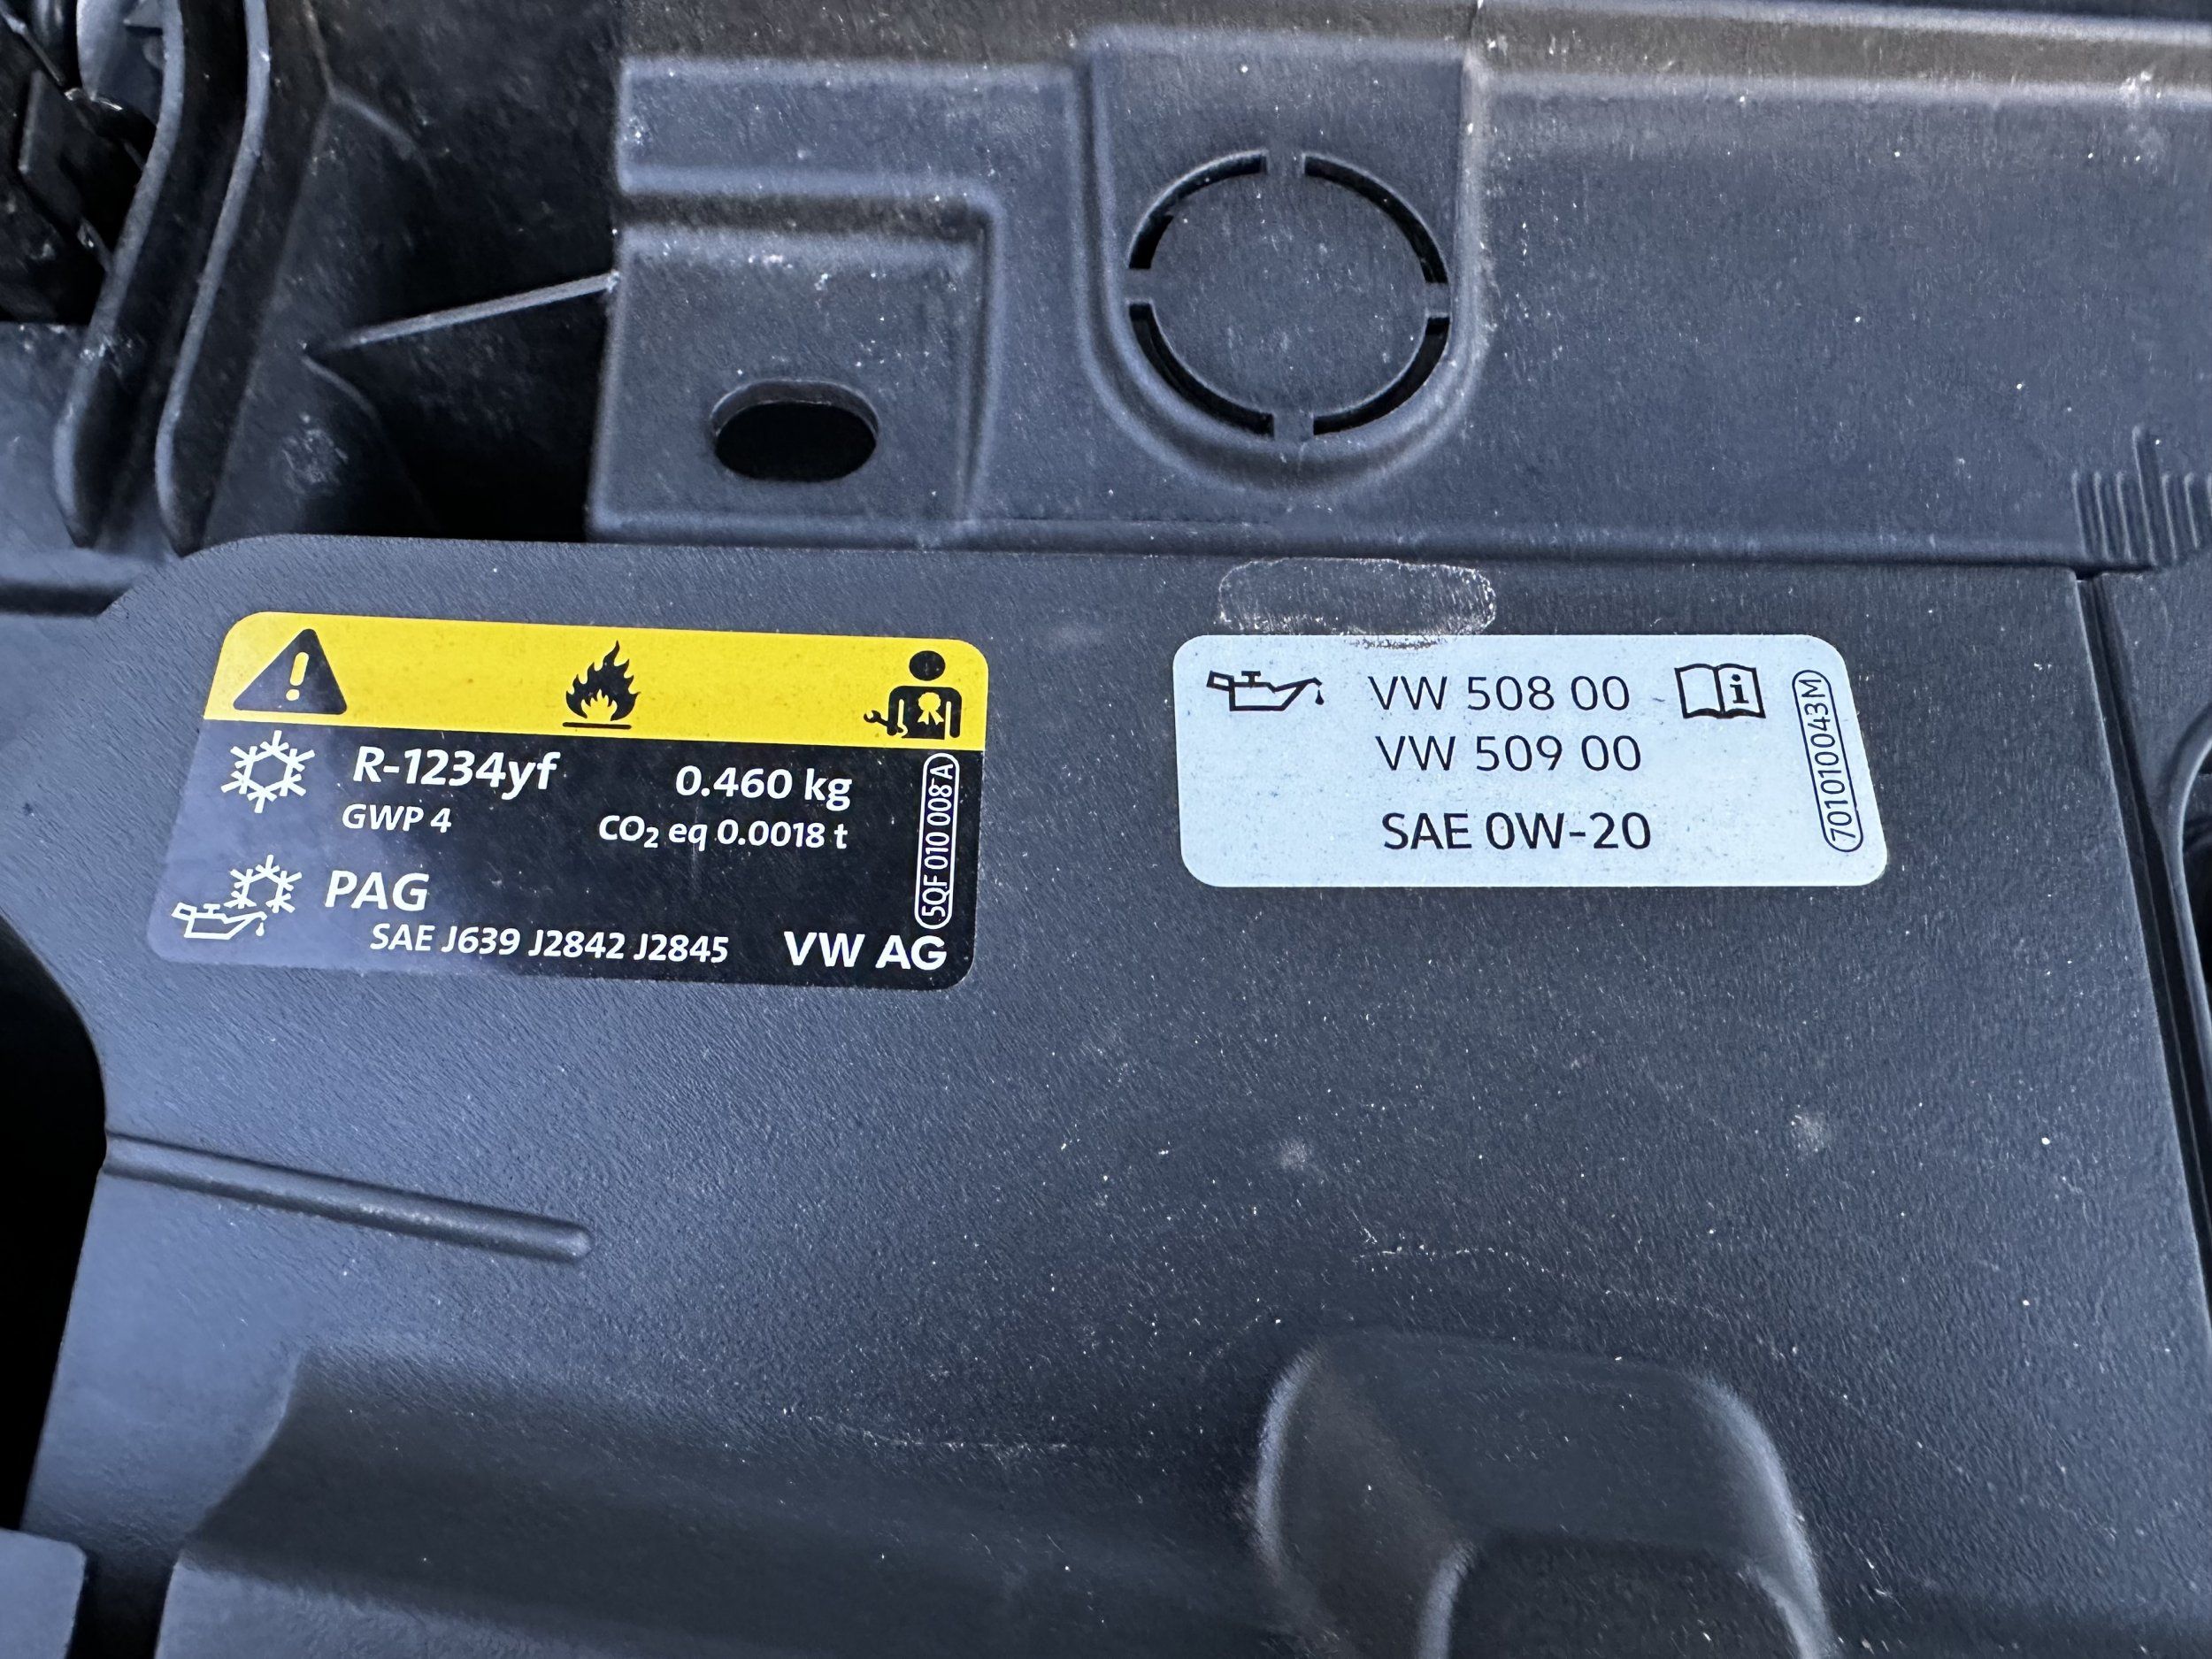 R-1234yf 0.460 kg
GWP 4 CO₂ eq 0.0018 t
PAG
SAE J639 J2842 J2845 VW AG
5QF 010 008 A
VW 508 00
VW 509 00
SAE 0W-20
701010043M